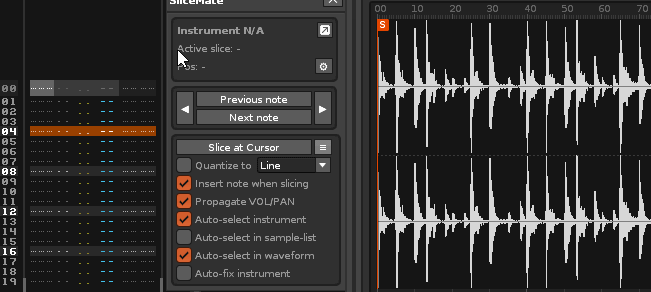 SliceMate
Instrument N/A
Active slice: -
Pos: -
Previous note
Next note
Slice at Cursor
Quantize to
Line
Insert note when slicing
Propagate VOL/PAN
Auto-select instrument
Auto-select in sample-list
Auto-select in waveform
Auto-fix instrument
00
01
02
03
04
05
06
07
08
09
10
11
12
13
14
15
16
17
18
19
00 10 20 30 40 50 60 70
S